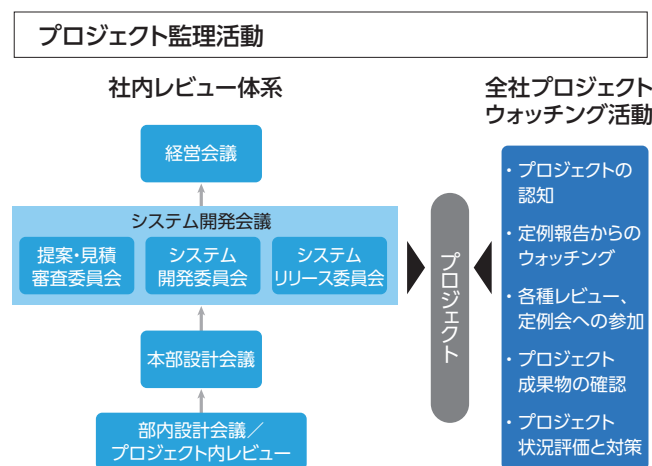 プロジェクト監理活動
社内レビュー体系
経営会議
システム開発会議
提案・見積
審査委員会
システム
開発委員会
システム
リリース委員会
本部設計会議
部内設計会議／
プロジェクト内レビュー
プロジェクト
全社プロジェクト
ウォッチング活動
・プロジェクトの
認知
・定例報告からの
ウォッチング
・各種レビュー、
定例会への参加
・プロジェクト
成果物の確認
・プロジェクト
状況評価と対策